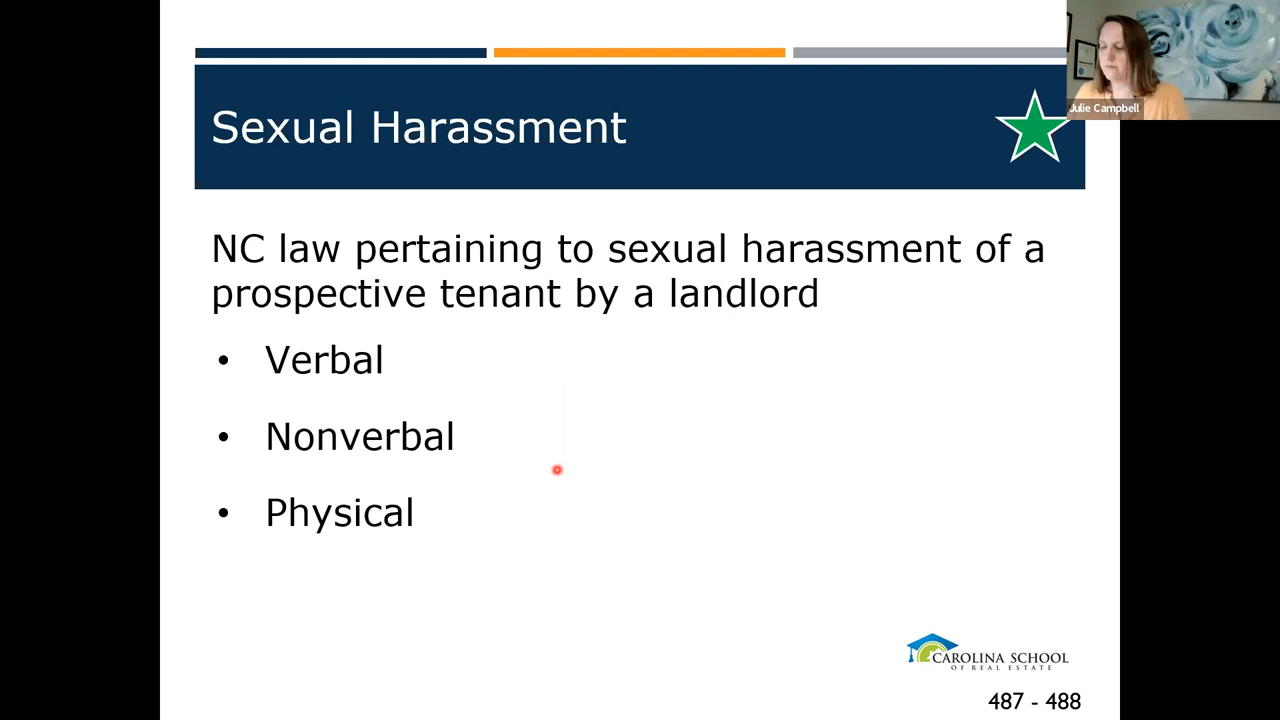 Sexual Harassment
Julie Campbell
NC law pertaining to sexual harassment of a
prospective tenant by a landlord
• Verbal
• Nonverbal
• Physical
CAROLINA SCHOOL
OF REAL ESTATE
487 - 488